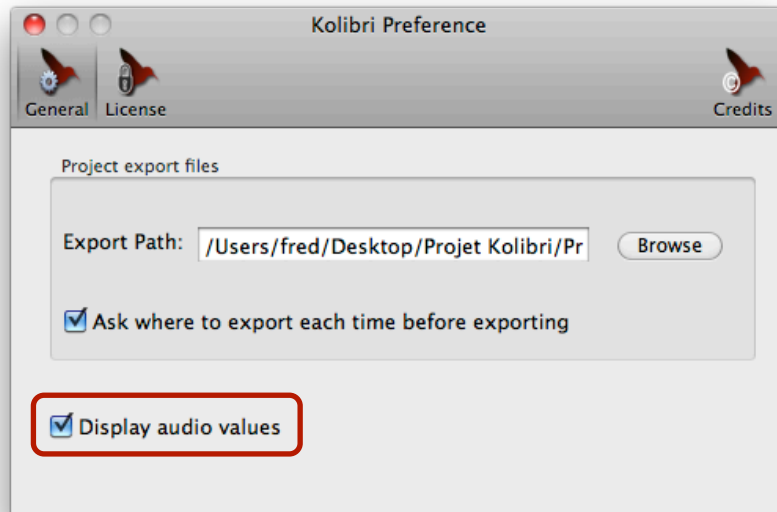 Kolibri Preference
General License Credits
Project export files
Export Path: /Users/fred/Desktop/Projet Kolibri/Pr Browse
Ask where to export each time before exporting
Display audio values